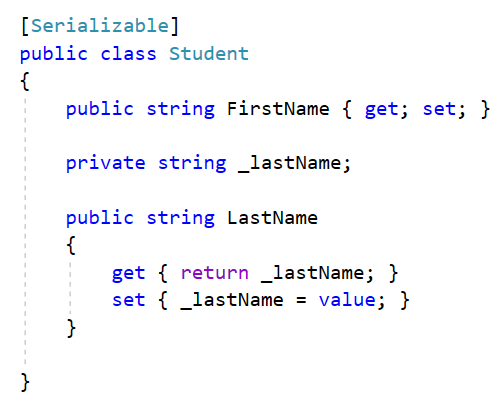 [Serializable]
public class Student
{
    public string FirstName { get; set; }

    private string _lastName;

    public string LastName
    {
        get { return _lastName; }
        set { _lastName = value; }
    }

}